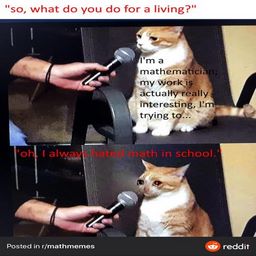 "so, what do you do for a living?"
I'm a
mathematician,
my work is
actually really
interesting, I'm
trying to...
"oh, I always hated math in school."
Posted in r/mathmemes
reddit